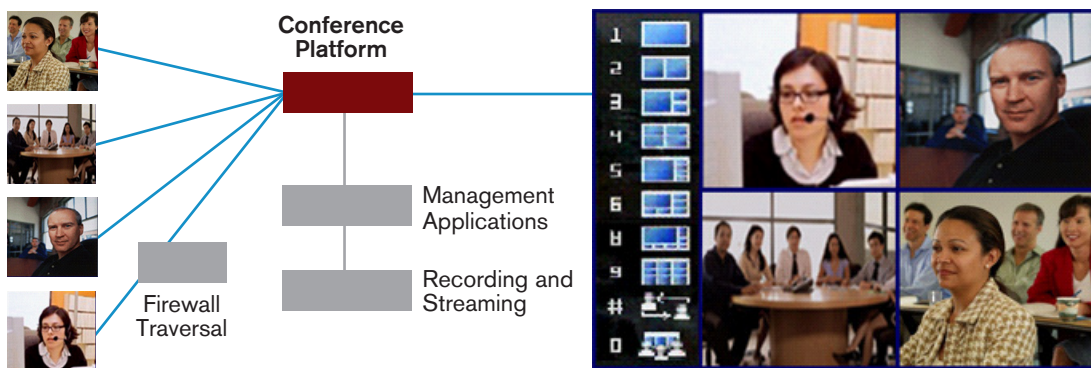 Conference
Platform
Management
Applications
Recording and
Streaming
Firewall
Traversal
1
2
3
4
5
6
8
9
#
0